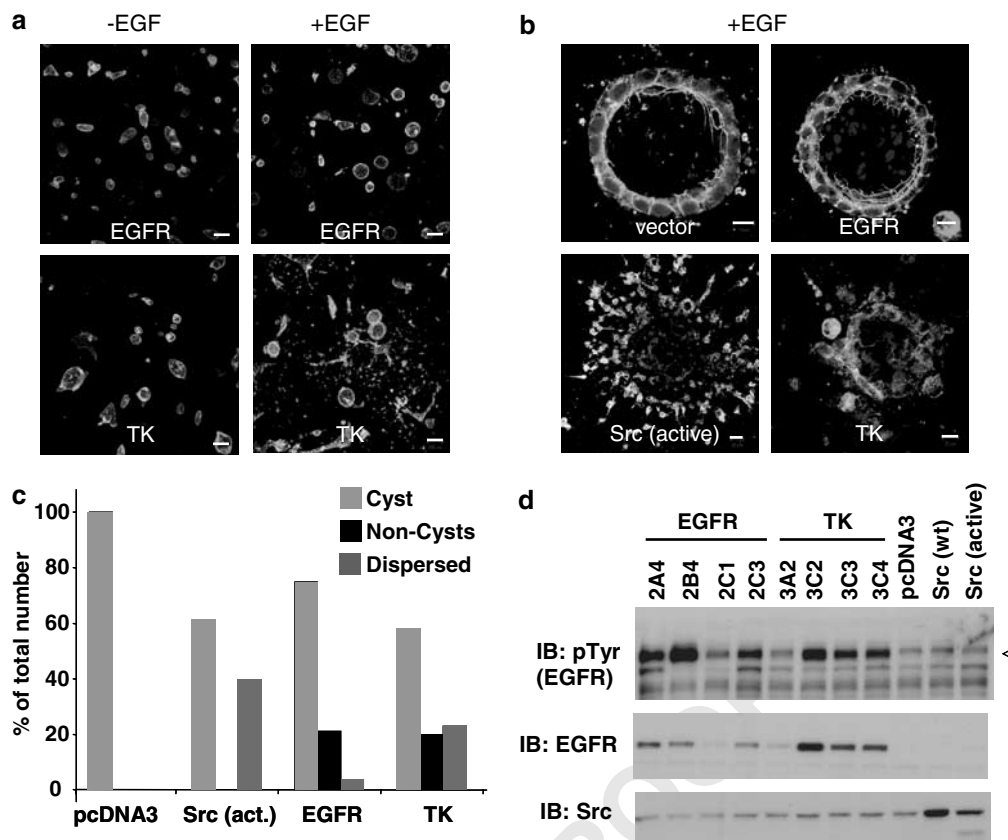 a
-EGF
+EGF
EGFR
EGFR
TK
TK
b
+EGF
vector
EGFR
Src (active)
TK
c
% of total number
100
80
60
40
20
0
Cyst
Non-Cysts
Dispersed
pcDNA3
Src (act.)
EGFR
TK
d
EGFR
TK
2A4
2B4
2C1
2C3
3A2
3C2
3C3
3C4
pcDNA3
Src (wt)
Src (active)
IB: pTyr
(EGFR)
<
IB: EGFR
IB: Src